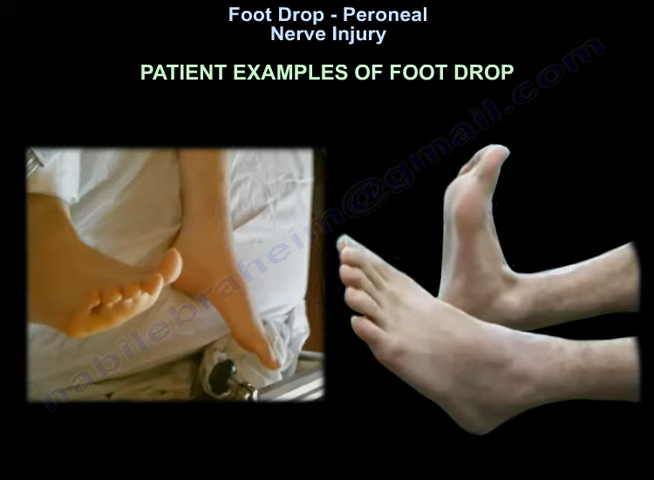 Foot Drop - Peroneal
Nerve Injury
PATIENT EXAMPLES OF FOOT DROP
nabilebraheim@gmail.com